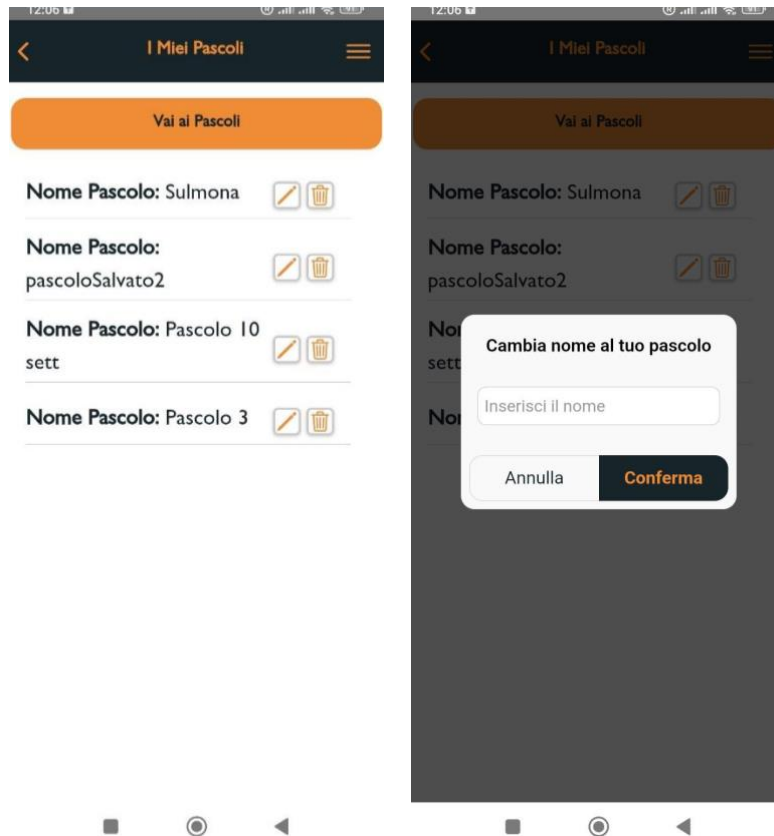 12:06
I Miei Pascoli
Vai ai Pascoli
Nome Pascolo: Sulmona
Nome Pascolo:
pascoloSalvato2
Nome Pascolo: Pascolo 10
sett
Nome Pascolo: Pascolo 3
12:06
I Miei Pascoli
Vai ai Pascoli
Nome Pascolo: Sulmona
Nome Pascolo:
pascoloSalvato2
sett
Cambia nome al tuo pascolo
Inserisci il nome
Annulla
Conferma